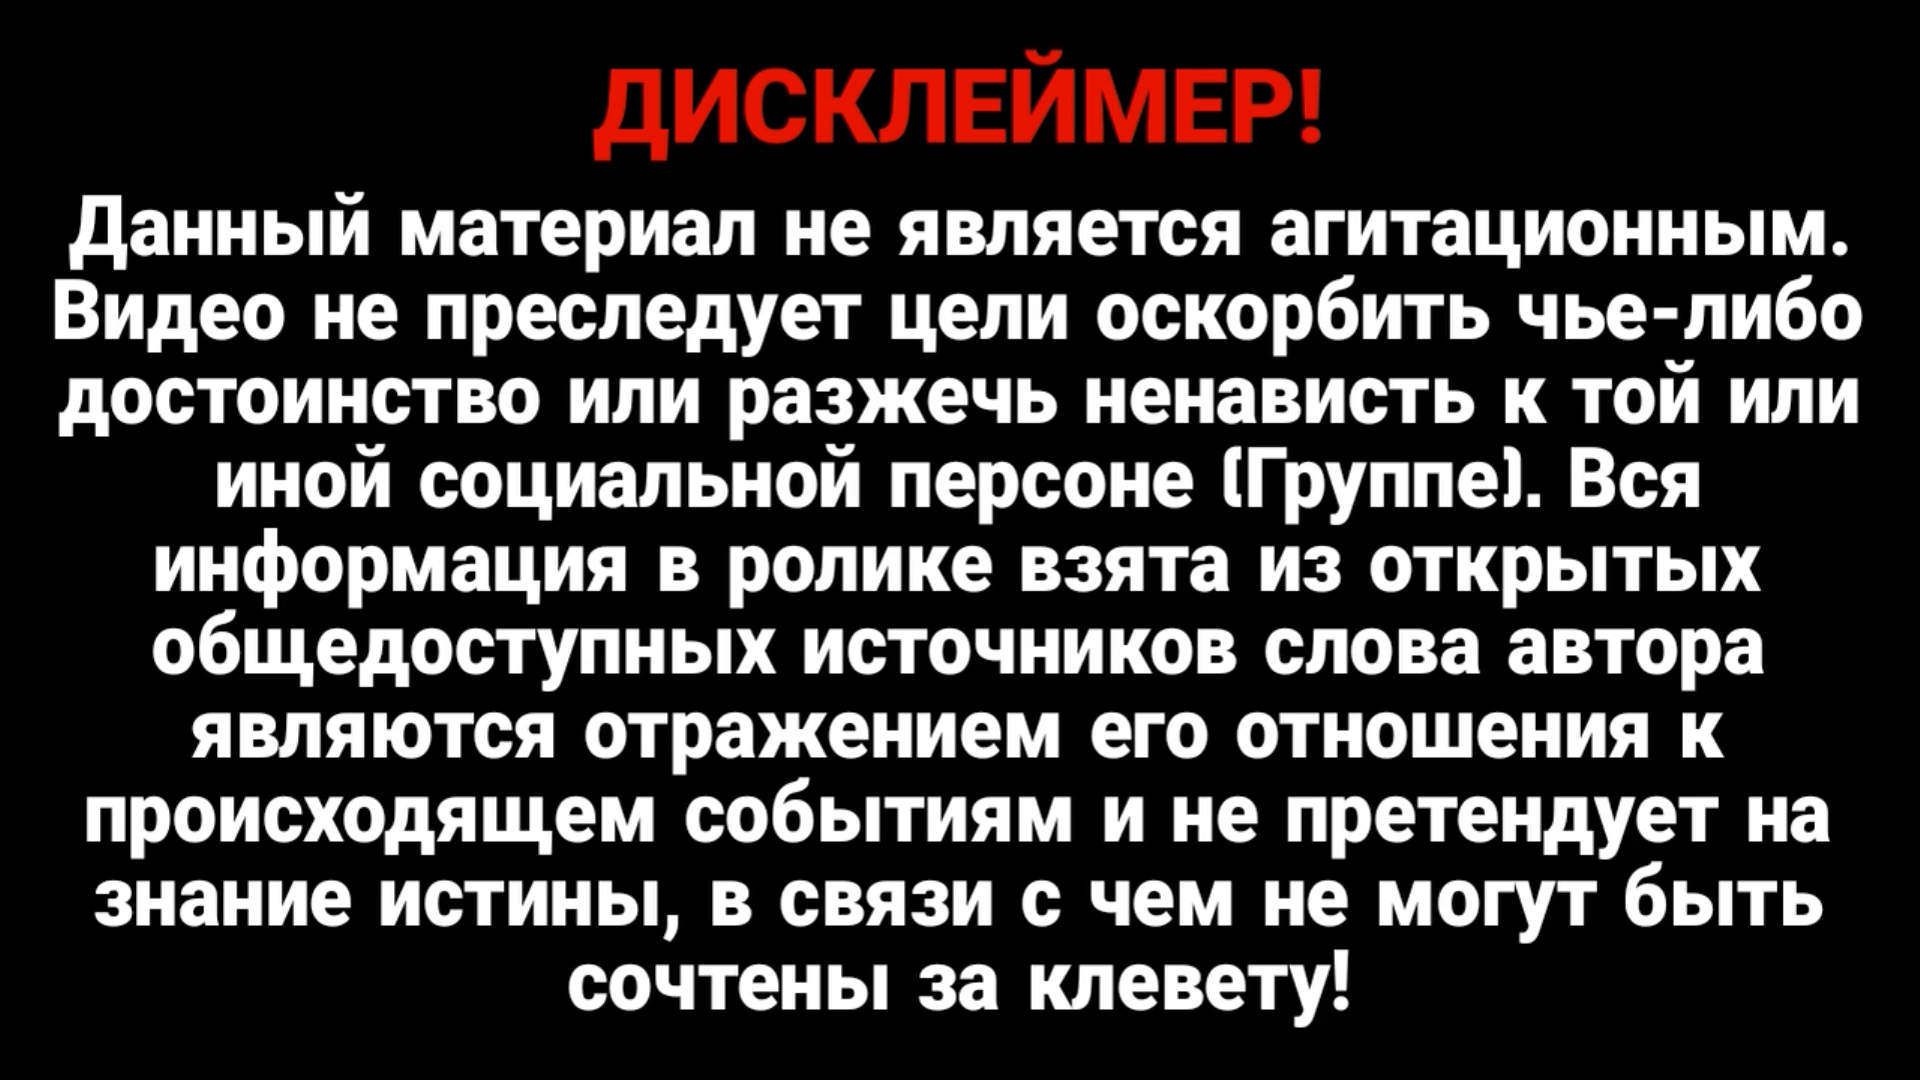 ДИСКЛЕЙМЕР!
Данный материал не является агитационным.
Видео не преследует цели оскорбить чье-либо
достоинство или разжечь ненависть к той или
иной социальной персоне (Группе). Вся
информация в ролике взята из открытых
общедоступных источников слова автора
являются отражением его отношения к
происходящем событиям и не претендует на
знание истины, в связи с чем не могут быть
сочтены за клевету!